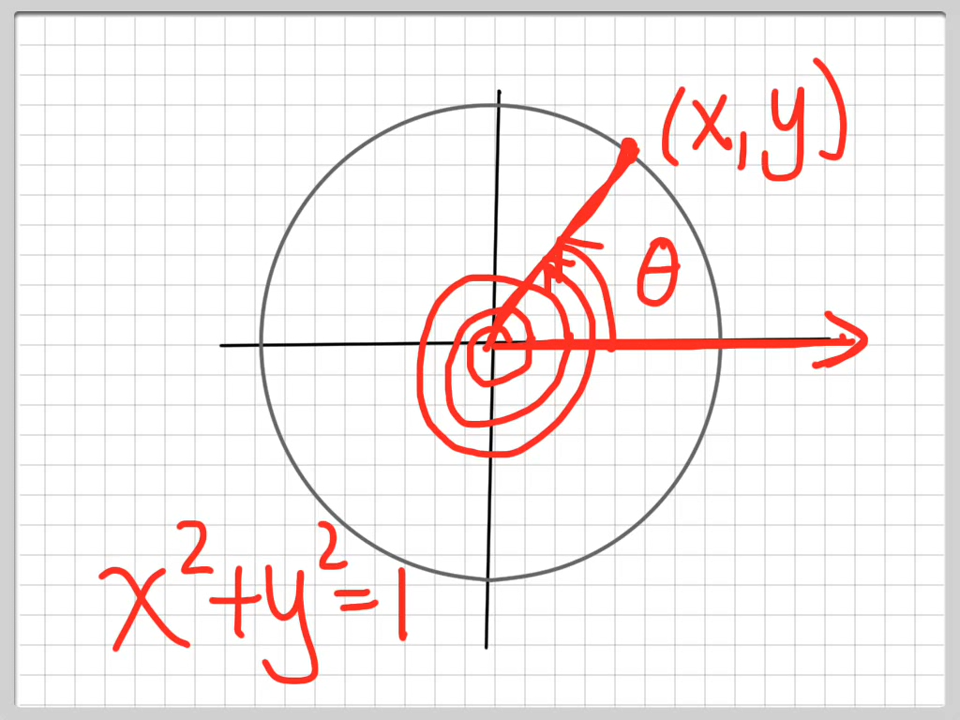 (x, y)
θ
x²+y²=1